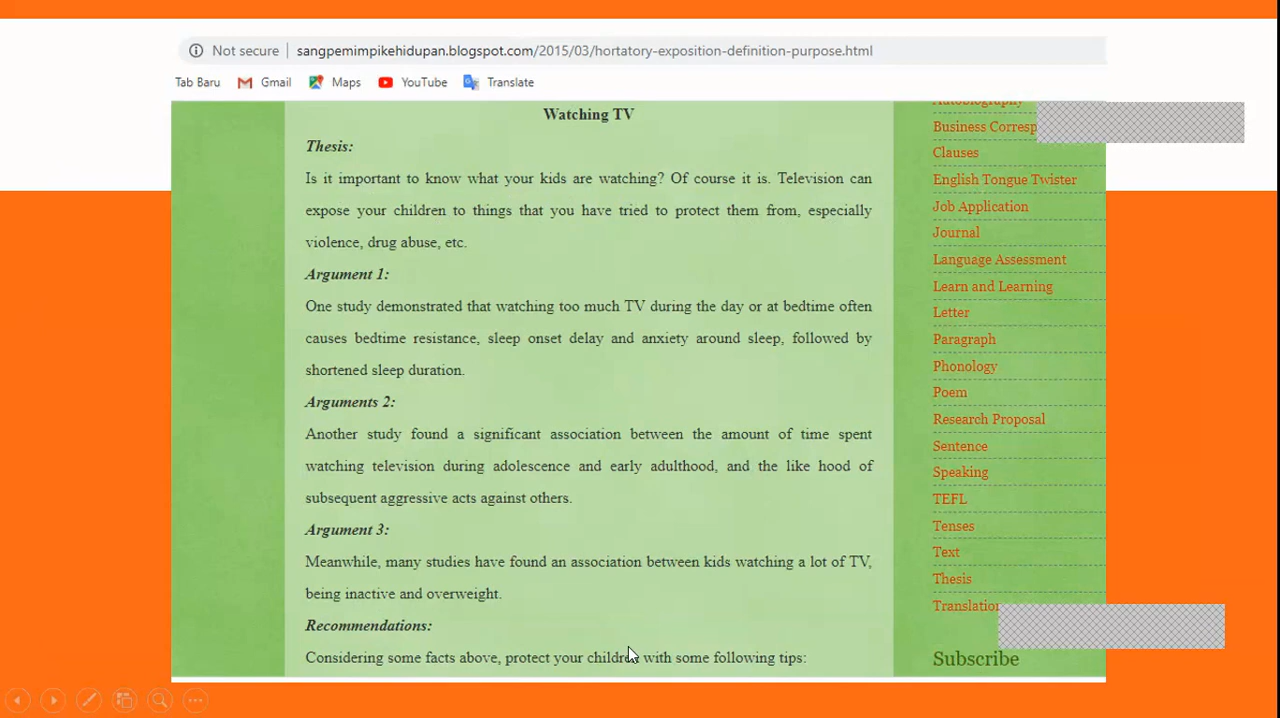 Not secure | sangpemimpikehidupan.blogspot.com/2015/03/hortatory-exposition-definition-purpose.html
Tab Baru Gmail Maps YouTube Translate
Watching TV
Thesis:
Is it important to know what your kids are watching? Of course it is. Television can
expose your children to things that you have tried to protect them from, especially
violence, drug abuse, etc.
Argument 1:
One study demonstrated that watching too much TV during the day or at bedtime often
causes bedtime resistance, sleep onset delay and anxiety around sleep, followed by
shortened sleep duration.
Arguments 2:
Another study found a significant association between the amount of time spent
watching television during adolescence and early adulthood, and the like hood of
subsequent aggressive acts against others.
Argument 3:
Meanwhile, many studies have found an association between kids watching a lot of TV,
being inactive and overweight.
Recommendations:
Considering some facts above, protect your children with some following tips:
Autobiography
Business
Clauses
English Tongue Twister
Job Application
Journal
Language Assessment
Learn and Learning
Letter
Paragraph
Phonology
Poem
Research Proposal
Sentence
Speaking
TEFL
Tenses
Text
Thesis
Translation
Subscribe